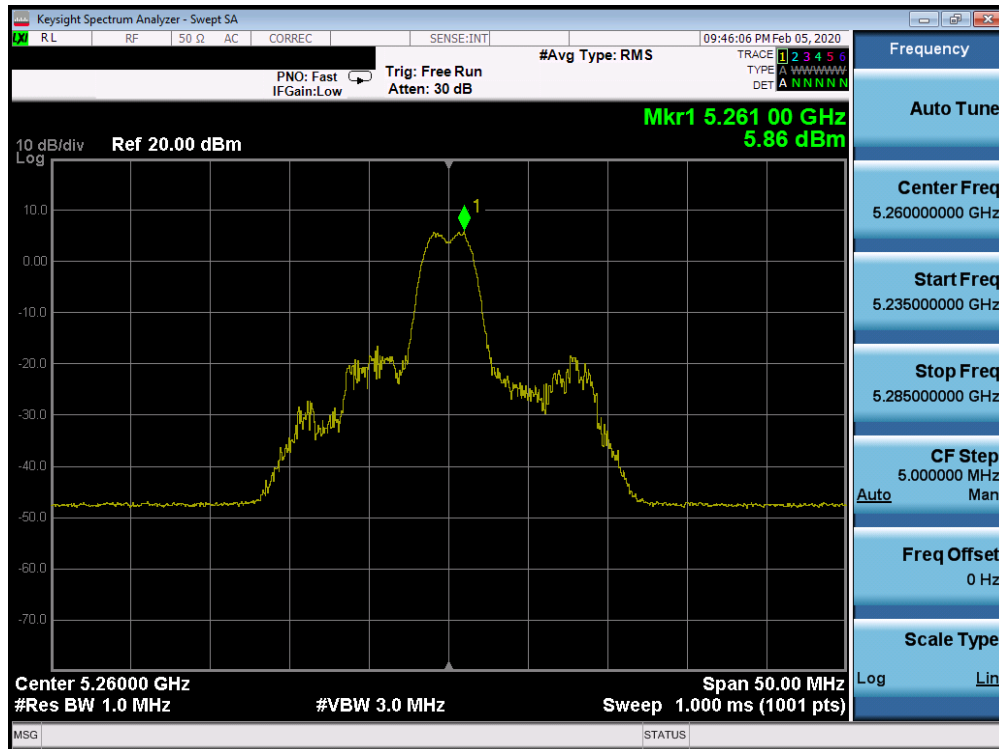 Keysight Spectrum Analyzer - Swept SA
LXI RL RF 50 Ω AC CORREC SENSE:INT 09:46:06 PM Feb 05, 2020
#Avg Type: RMS
TRACE 1 2 3 4 5 6
TYPE A WWWWW
DET A N N N N N
PNO: Fast
IFGain:Low
Trig: Free Run
Atten: 30 dB
Mkr1 5.261 00 GHz
5.86 dBm
10 dB/div Ref 20.00 dBm
Log
1
10.0
0.00
-10.0
-20.0
-30.0
-40.0
-50.0
-60.0
-70.0
Center 5.26000 GHz Span 50.00 MHz
#Res BW 1.0 MHz #VBW 3.0 MHz Sweep 1.000 ms (1001 pts)
MSG STATUS
Frequency
Auto Tune
Center Freq
5.260000000 GHz
Start Freq
5.235000000 GHz
Stop Freq
5.285000000 GHz
CF Step
5.000000 MHz
Auto Man
Freq Offset
0 Hz
Scale Type
Log Lin